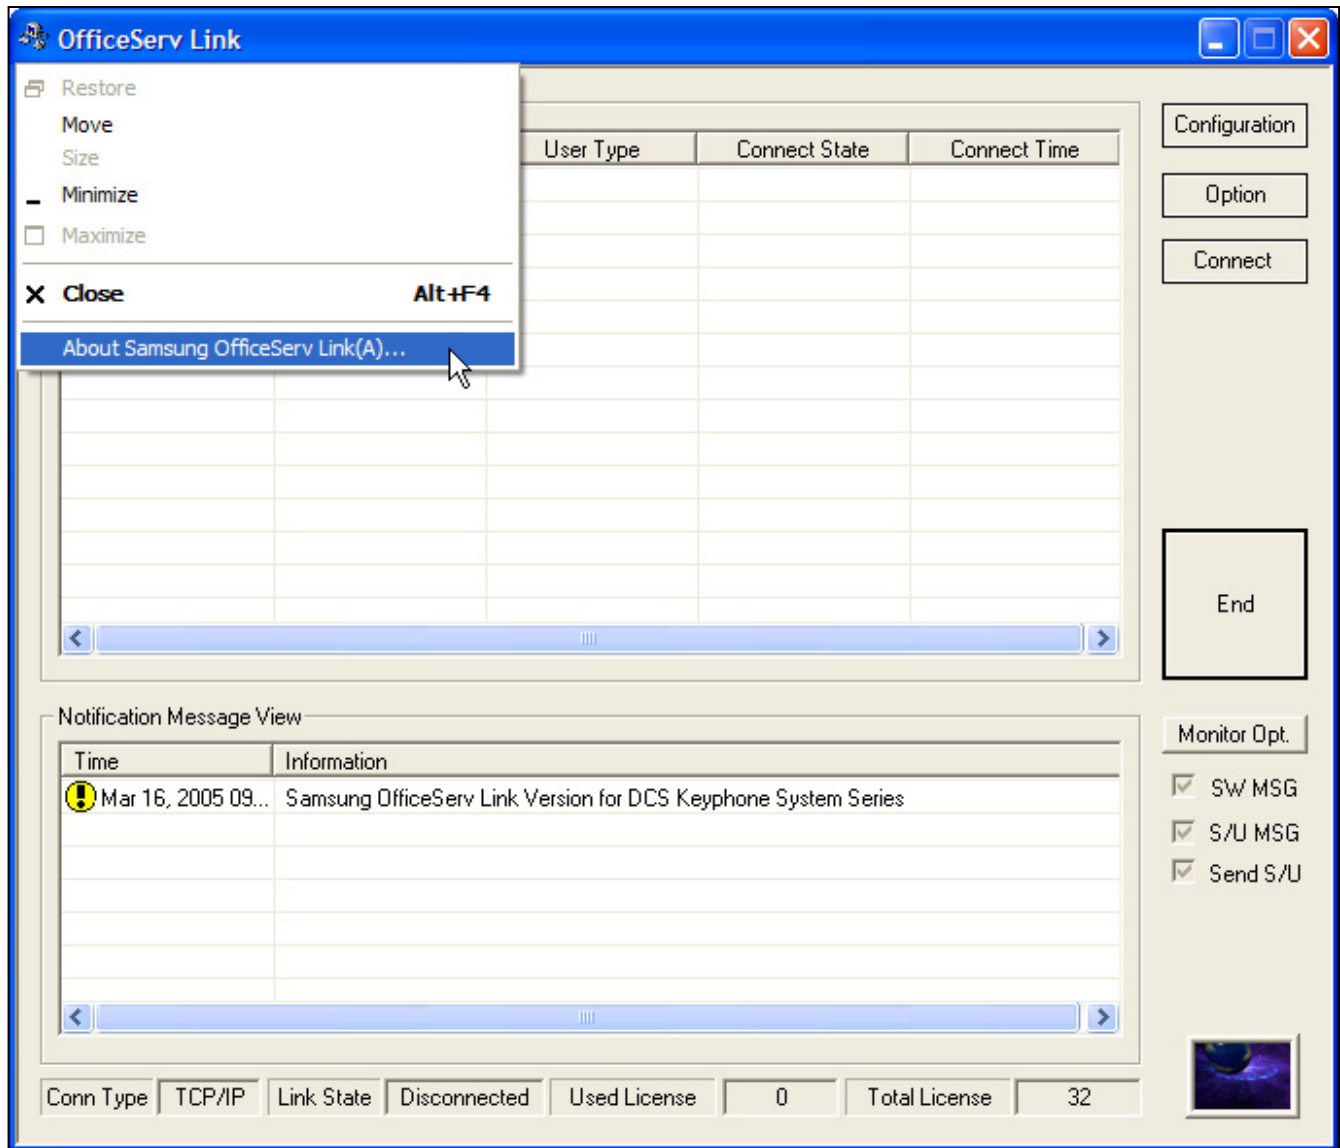 OfficeServ Link
Restore
Move
Size
Minimize
Maximize
Close Alt+F4
About Samsung OfficeServ Link(A)...
User Type Connect State Connect Time
Configuration
Option
Connect
End
Notification Message View
Time Information
Mar 16, 2005 09... Samsung OfficeServ Link Version for DCS Keyphone System Series
Monitor Opt.
SW MSG
S/U MSG
Send S/U
Conn Type TCP/IP Link State Disconnected Used License 0 Total License 32